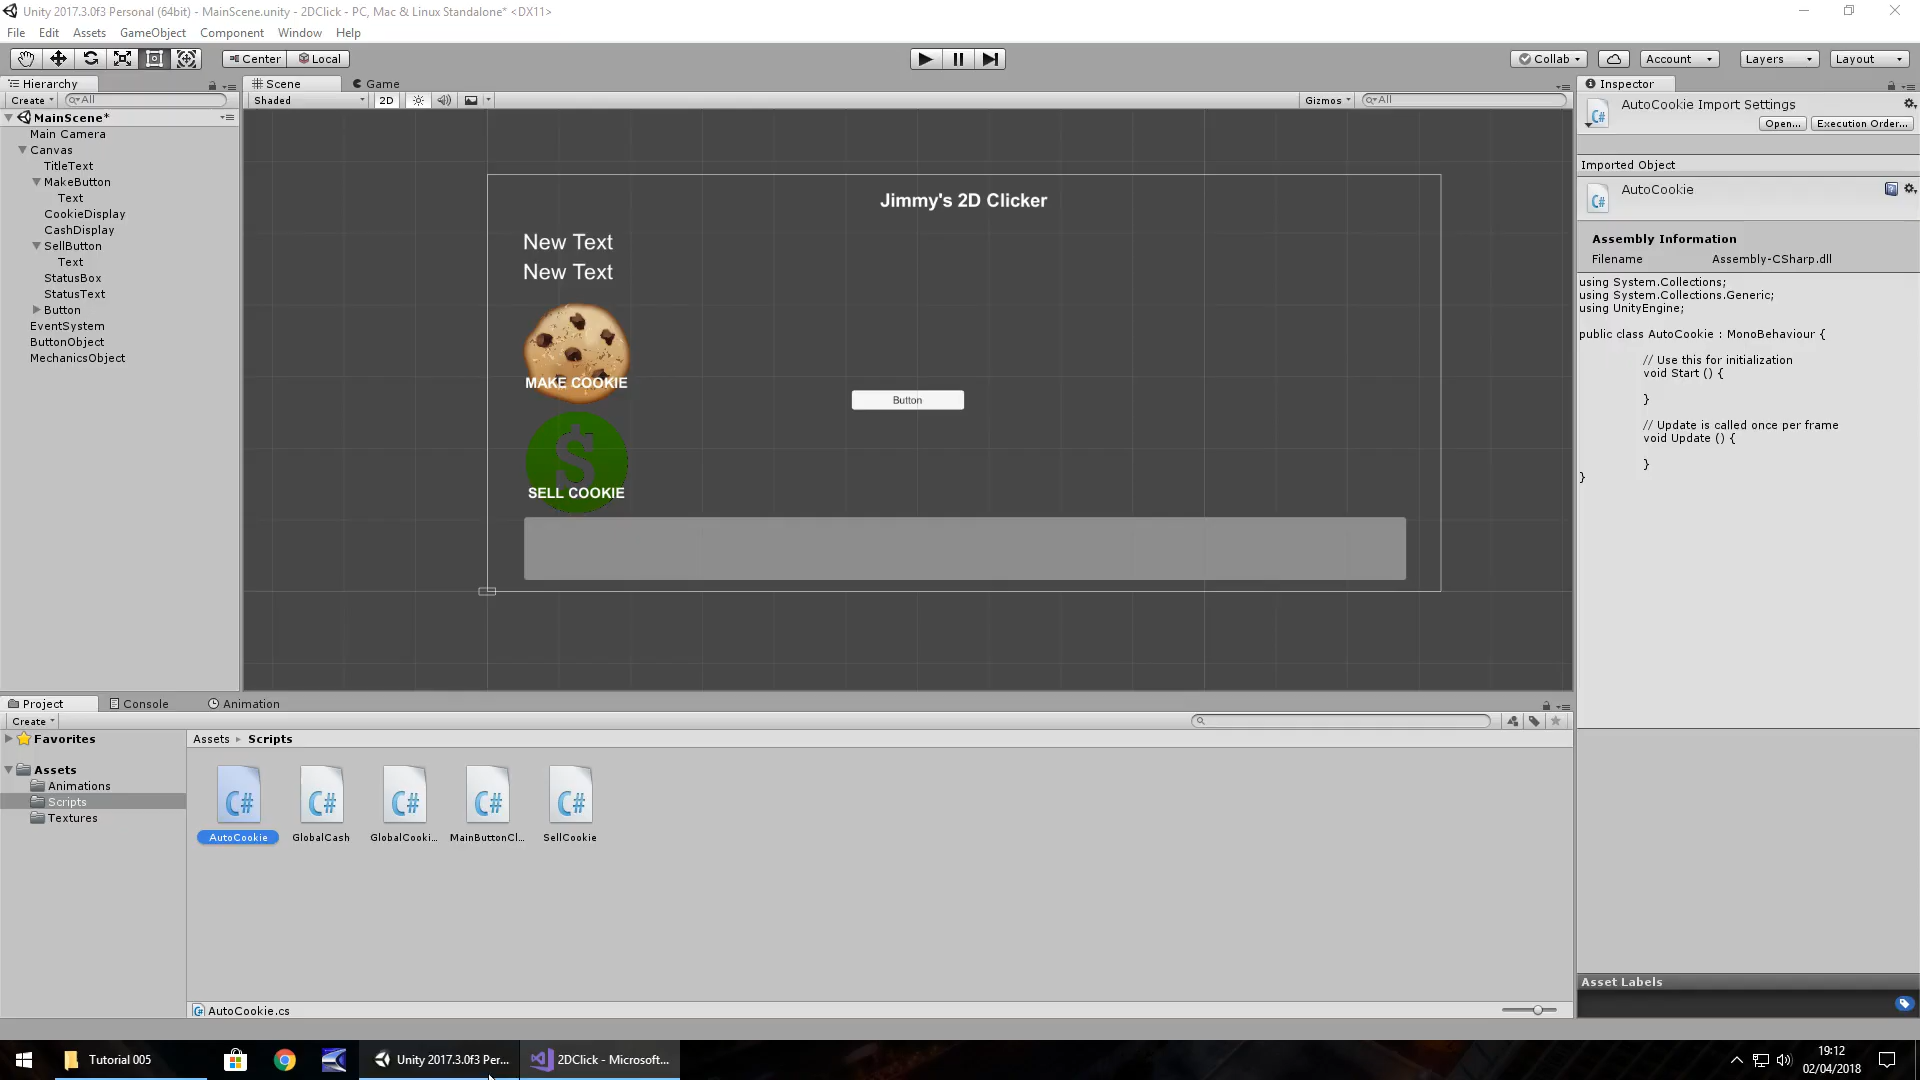 Unity 2017.3.0f3 Personal (64bit) - MainScene.unity - 2DClick - PC, Mac & Linux Standalone* <DX11>
File Edit Assets GameObject Component Window Help
Center Local
Collab Account Layers Layout
Hierarchy
Create All
MainScene*
Main Camera
Canvas
TitleText
MakeButton
Text
CookieDisplay
CashDisplay
SellButton
Text
StatusBox
StatusText
Button
EventSystem
ButtonObject
MechanicsObject
Scene Game
Shaded 2D Gizmos All
Jimmy's 2D Clicker
New Text
New Text
MAKE COOKIE
Button
SELL COOKIE
Inspector
AutoCookie Import Settings
Open... Execution Order...
Imported Object
AutoCookie
Assembly Information
Filename Assembly-CSharp.dll
using System.Collections;
using System.Collections.Generic;
using UnityEngine;
public class AutoCookie : MonoBehaviour {
// Use this for initialization
void Start () {
}
// Update is called once per frame
void Update () {
}
}
Asset Labels
Project Console Animation
Create
Favorites
Assets
Animations
Scripts
Textures
Assets Scripts
C# C# C# C# C#
AutoCookie GlobalCash GlobalCooki... MainButtonCl... SellCookie
AutoCookie.cs
Tutorial 005 Unity 2017.3.0f3 Per... 2DClick - Microsoft...
19:12
02/04/2018